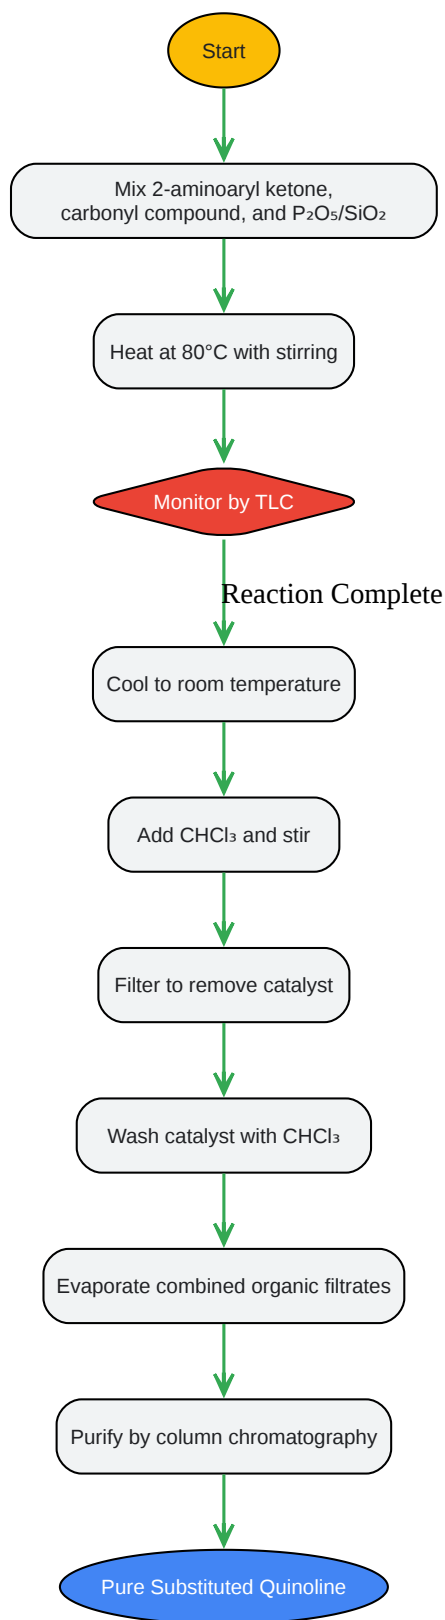 Start
Mix 2-aminoaryl ketone,
carbonyl compound, and P₂O₅/SiO₂
Heat at 80°C with stirring
Monitor by TLC
Reaction Complete
Cool to room temperature
Add CHCl₃ and stir
Filter to remove catalyst
Wash catalyst with CHCl₃
Evaporate combined organic filtrates
Purify by column chromatography
Pure Substituted Quinoline